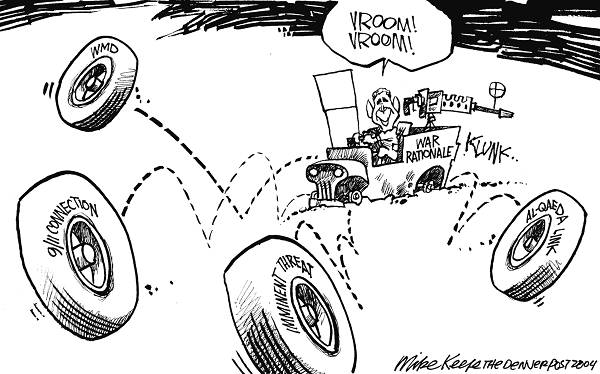 VROOM!
VROOM!
WMD
WAR
RATIONALE
KLUNK..
9/11 CONNECTION
IMMINENT THREAT
AL-QAEDA LINK
Mike Keefe THE DENVER POST 2004